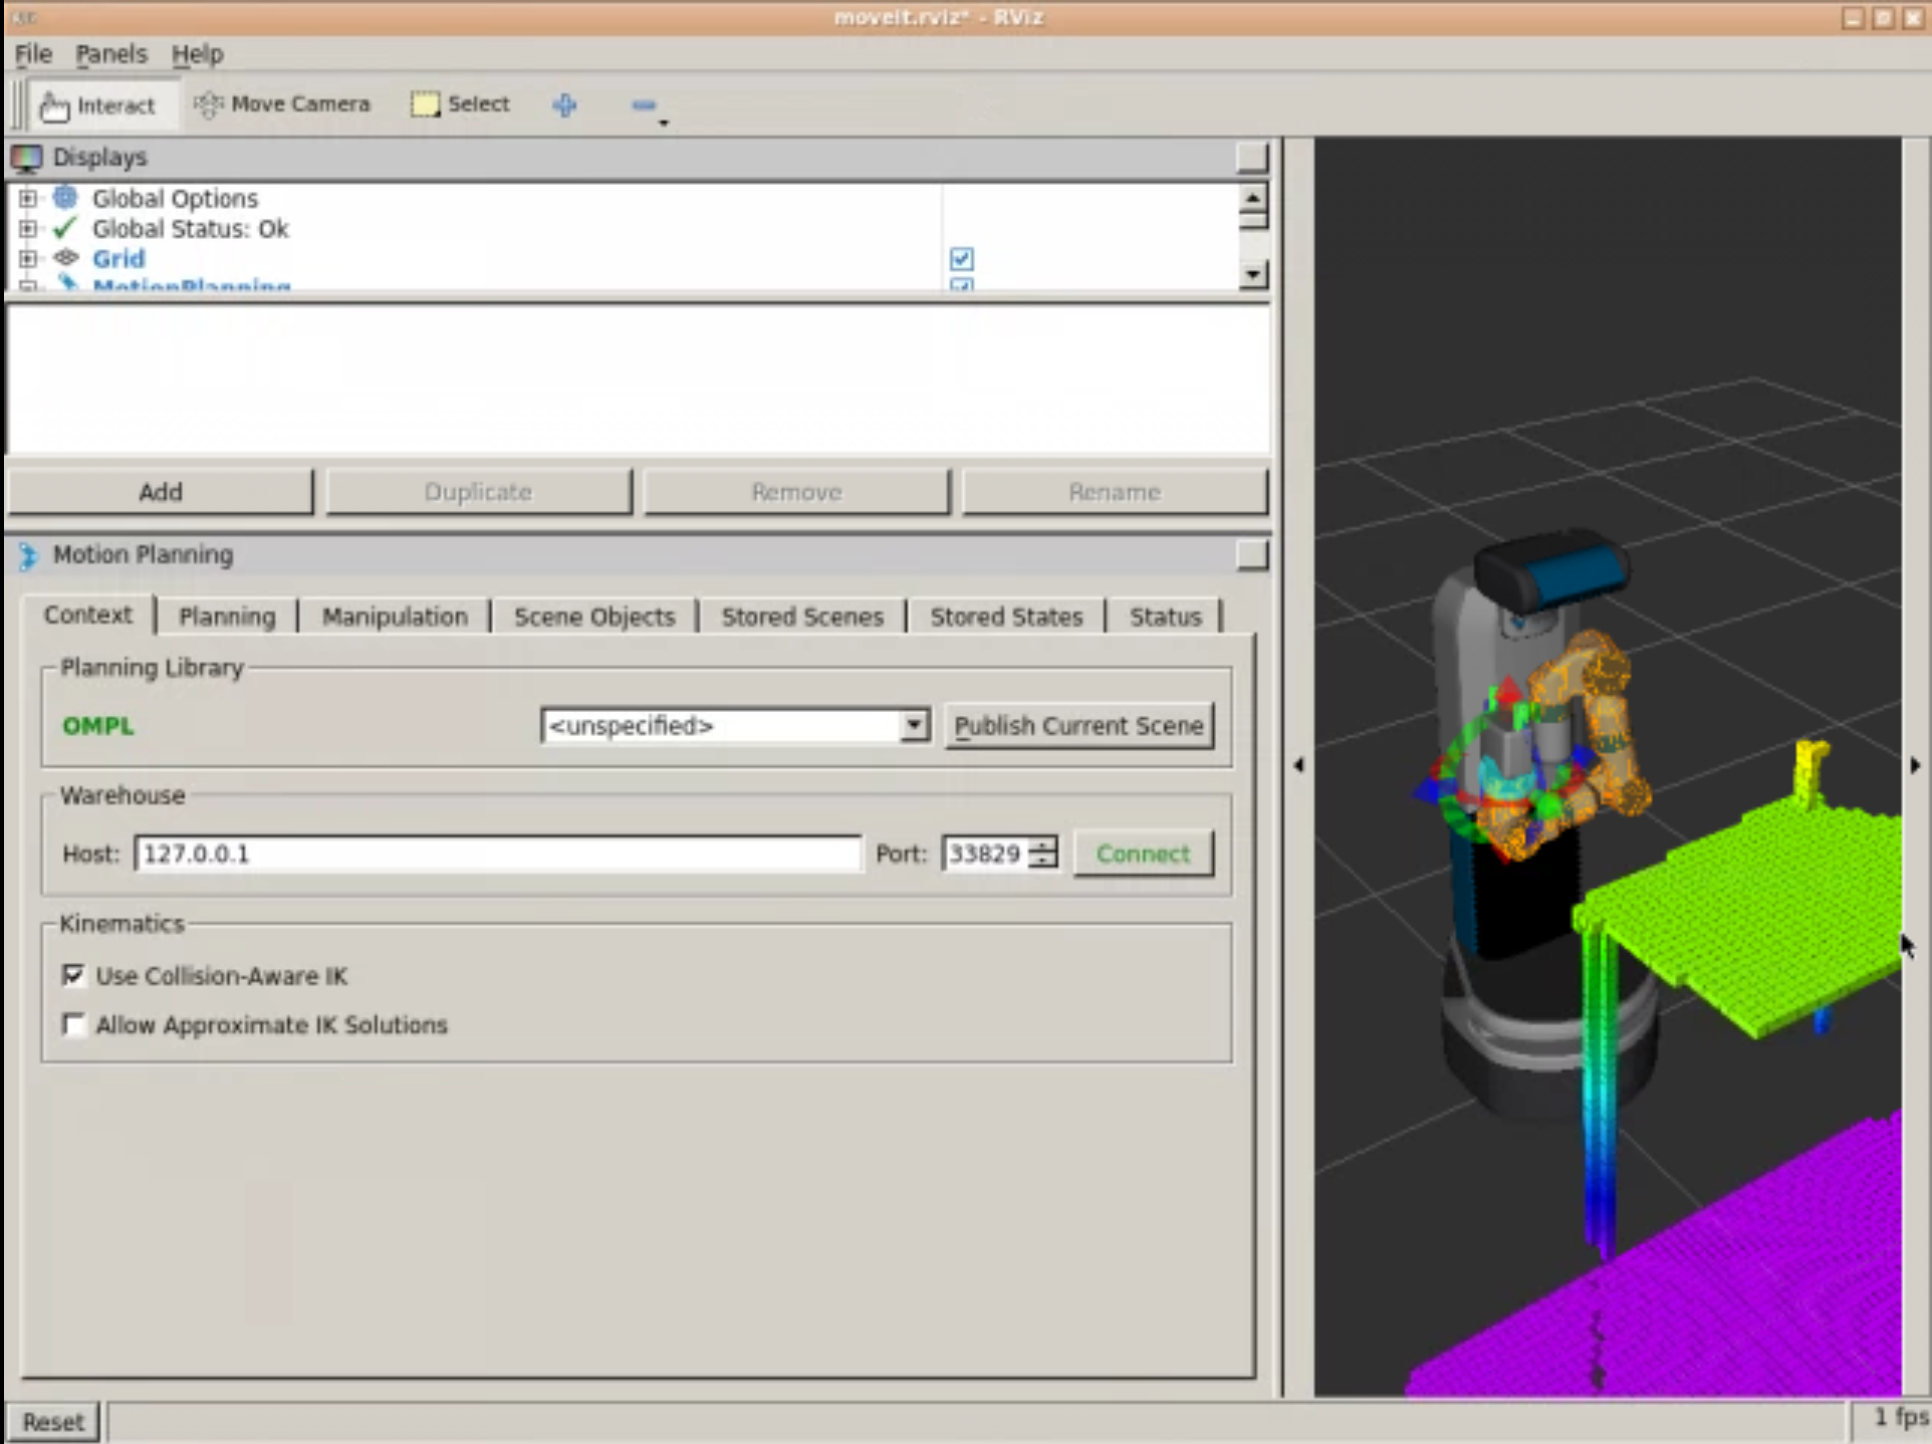 moveit.rviz* - RViz
File Panels Help
Interact Move Camera Select
Displays
Global Options
Global Status: Ok
Grid
MotionPlanning
Add Duplicate Remove Rename
Motion Planning
Context Planning Manipulation Scene Objects Stored Scenes Stored States Status
Planning Library
OMPL <unspecified> Publish Current Scene
Warehouse
Host: 127.0.0.1 Port: 33829 Connect
Kinematics
Use Collision-Aware IK
Allow Approximate IK Solutions
Reset 1 fps